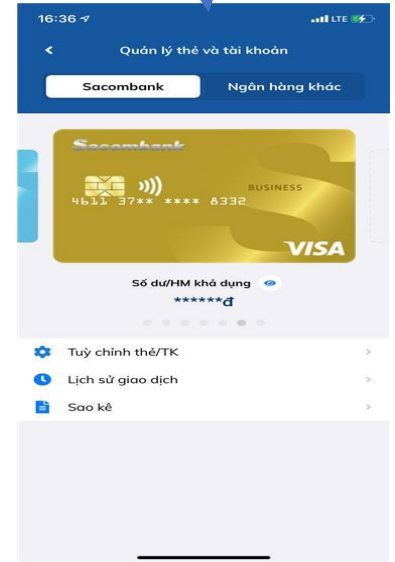 16:36 LTE
Quản lý thẻ và tài khoản
Sacombank Ngân hàng khác
Sacombank
BUSINESS
4611 37** **** 8332
VISA
Số dư/HM khả dụng
******đ
Tuỳ chỉnh thẻ/TK
Lịch sử giao dịch
Sao kê